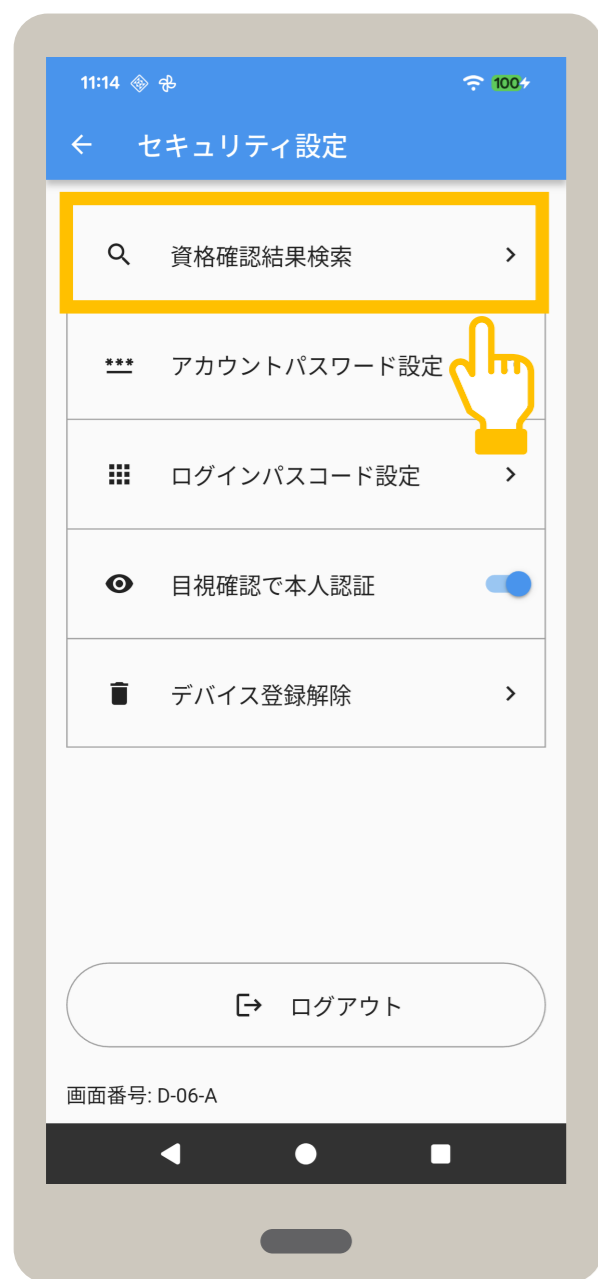 11:14 100
セキュリティ設定
資格確認結果検索
*** アカウントパスワード設定
ログインパスコード設定
目視確認で本人認証
デバイス登録解除
ログアウト
画面番号: D-06-A